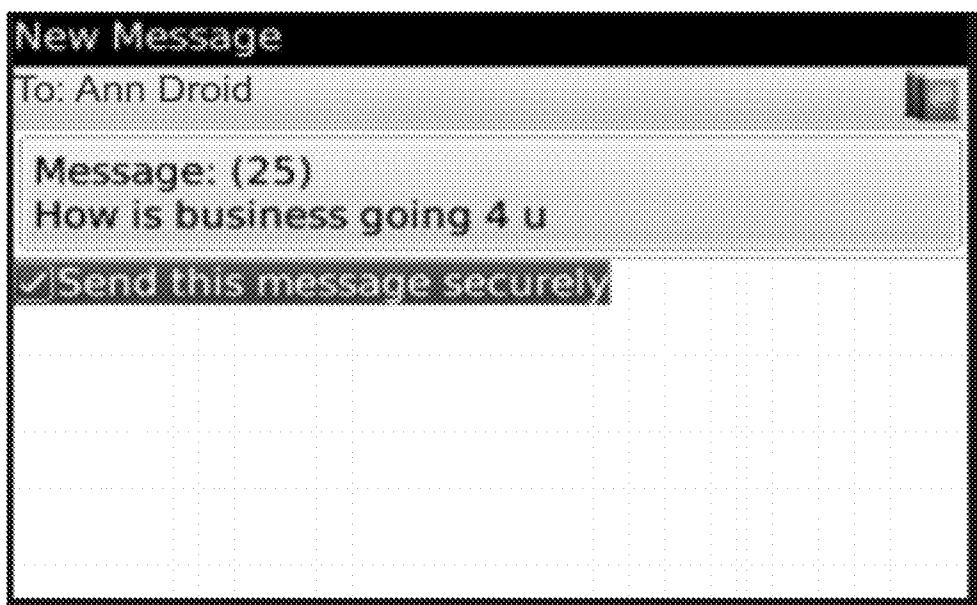 New Message
To: Ann Droid
Message: (25)
How is business going 4 u
Send this message securely